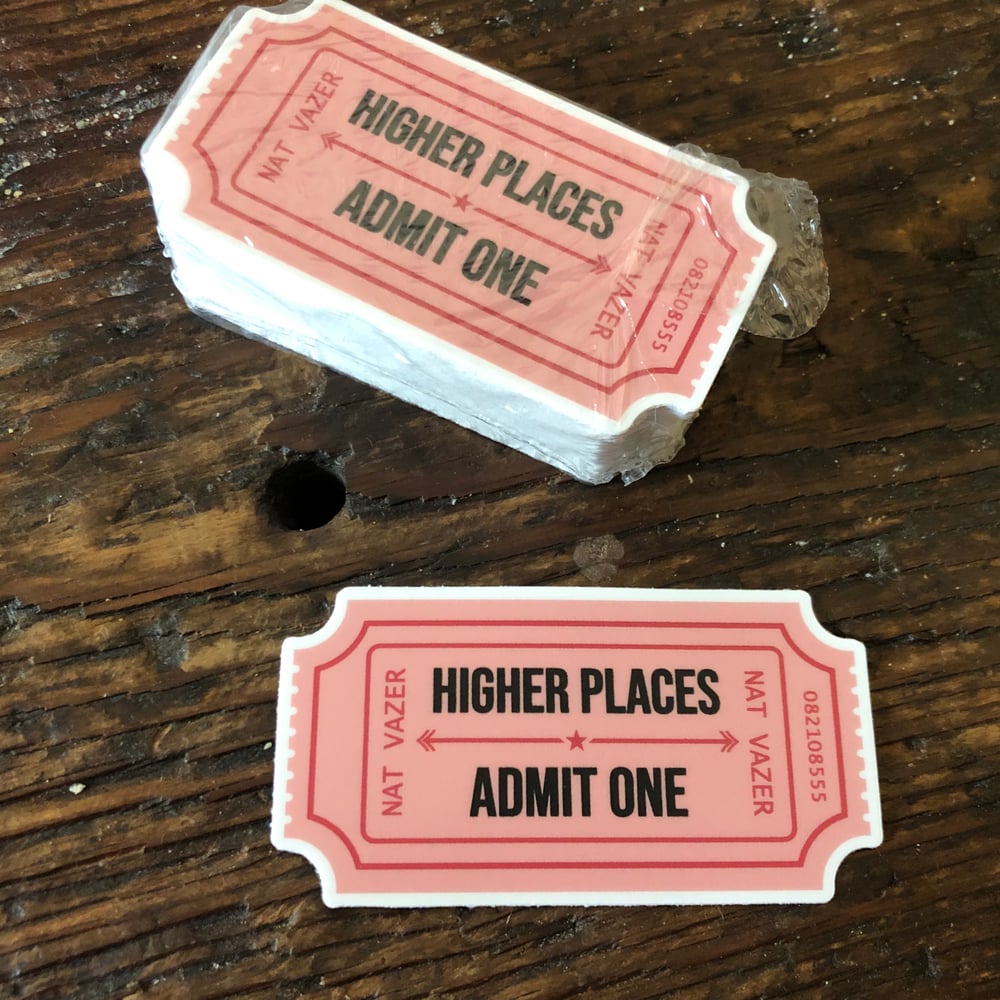 NAT VAZER
HIGHER PLACES
ADMIT ONE
NAT VAZER
082108555
NAT VAZER
HIGHER PLACES
ADMIT ONE
NAT VAZER
082108555